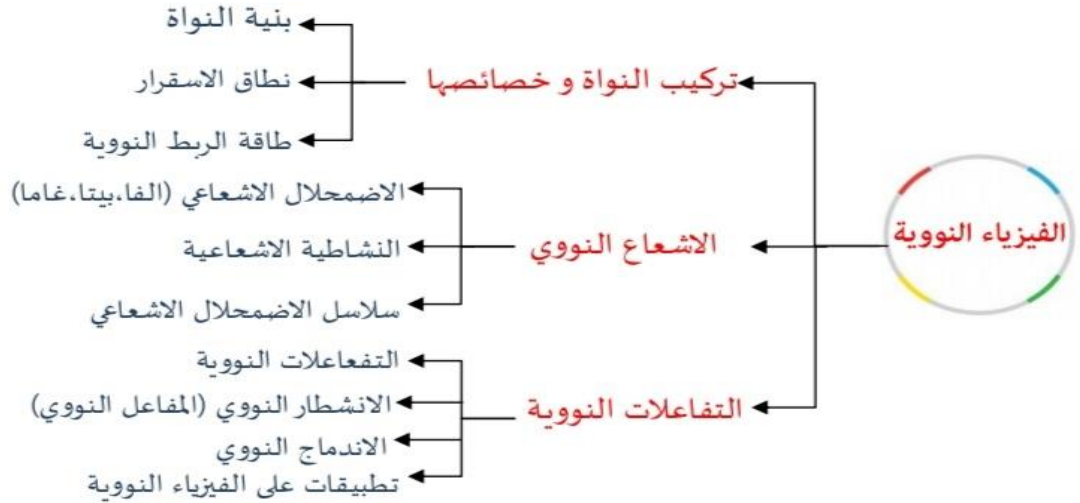 الفيزياء النووية
تركيب النواة و خصائصها
بنية النواة
نطاق الاسقرار
طاقة الربط النووية
الاشعاع النووي
الاضمحلال الاشعاعي (الفا،بيتا،غاما)
النشاطية الاشعاعية
سلاسل الاضمحلال الاشعاعي
التفاعلات النووية
التفعاعلات النووية
الانشطار النووي (المفاعل النووي)
الاندماج النووي
تطبيقات على الفيزياء النووية